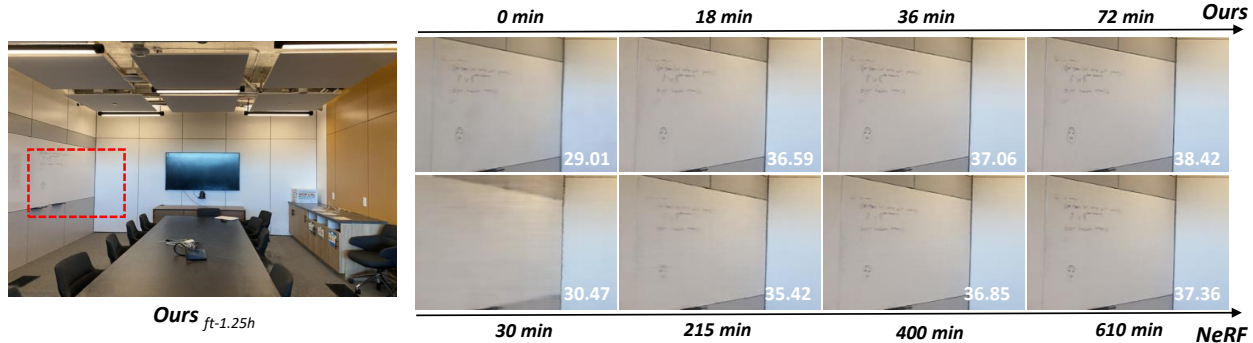 0 min 18 min 36 min 72 min Ours
29.01 36.59 37.06 38.42
30.47 35.42 36.85 37.36
Ours ft-1.25h
30 min 215 min 400 min 610 min NeRF